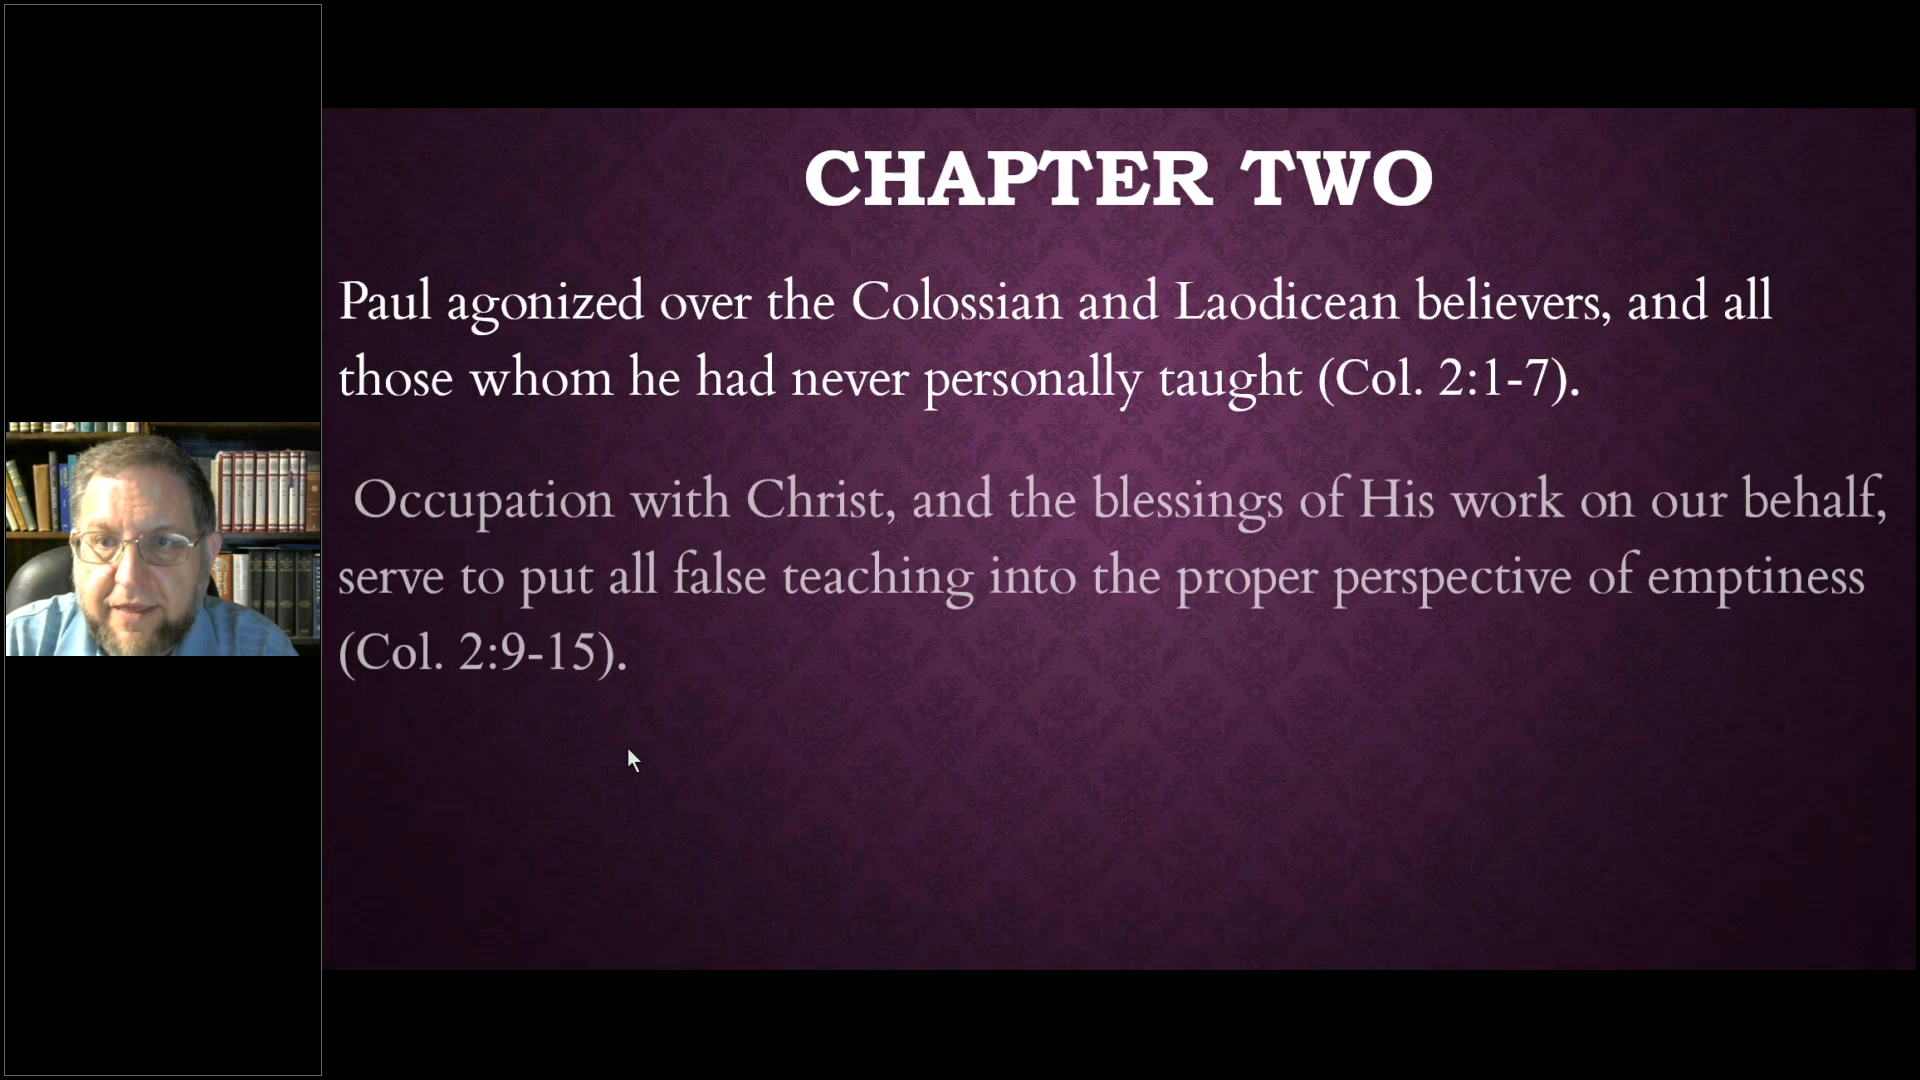 CHAPTER TWO
Paul agonized over the Colossian and Laodicean believers, and all
those whom he had never personally taught (Col. 2:1-7).
Occupation with Christ, and the blessings of His work on our behalf,
serve to put all false teaching into the proper perspective of emptiness
(Col. 2:9-15).